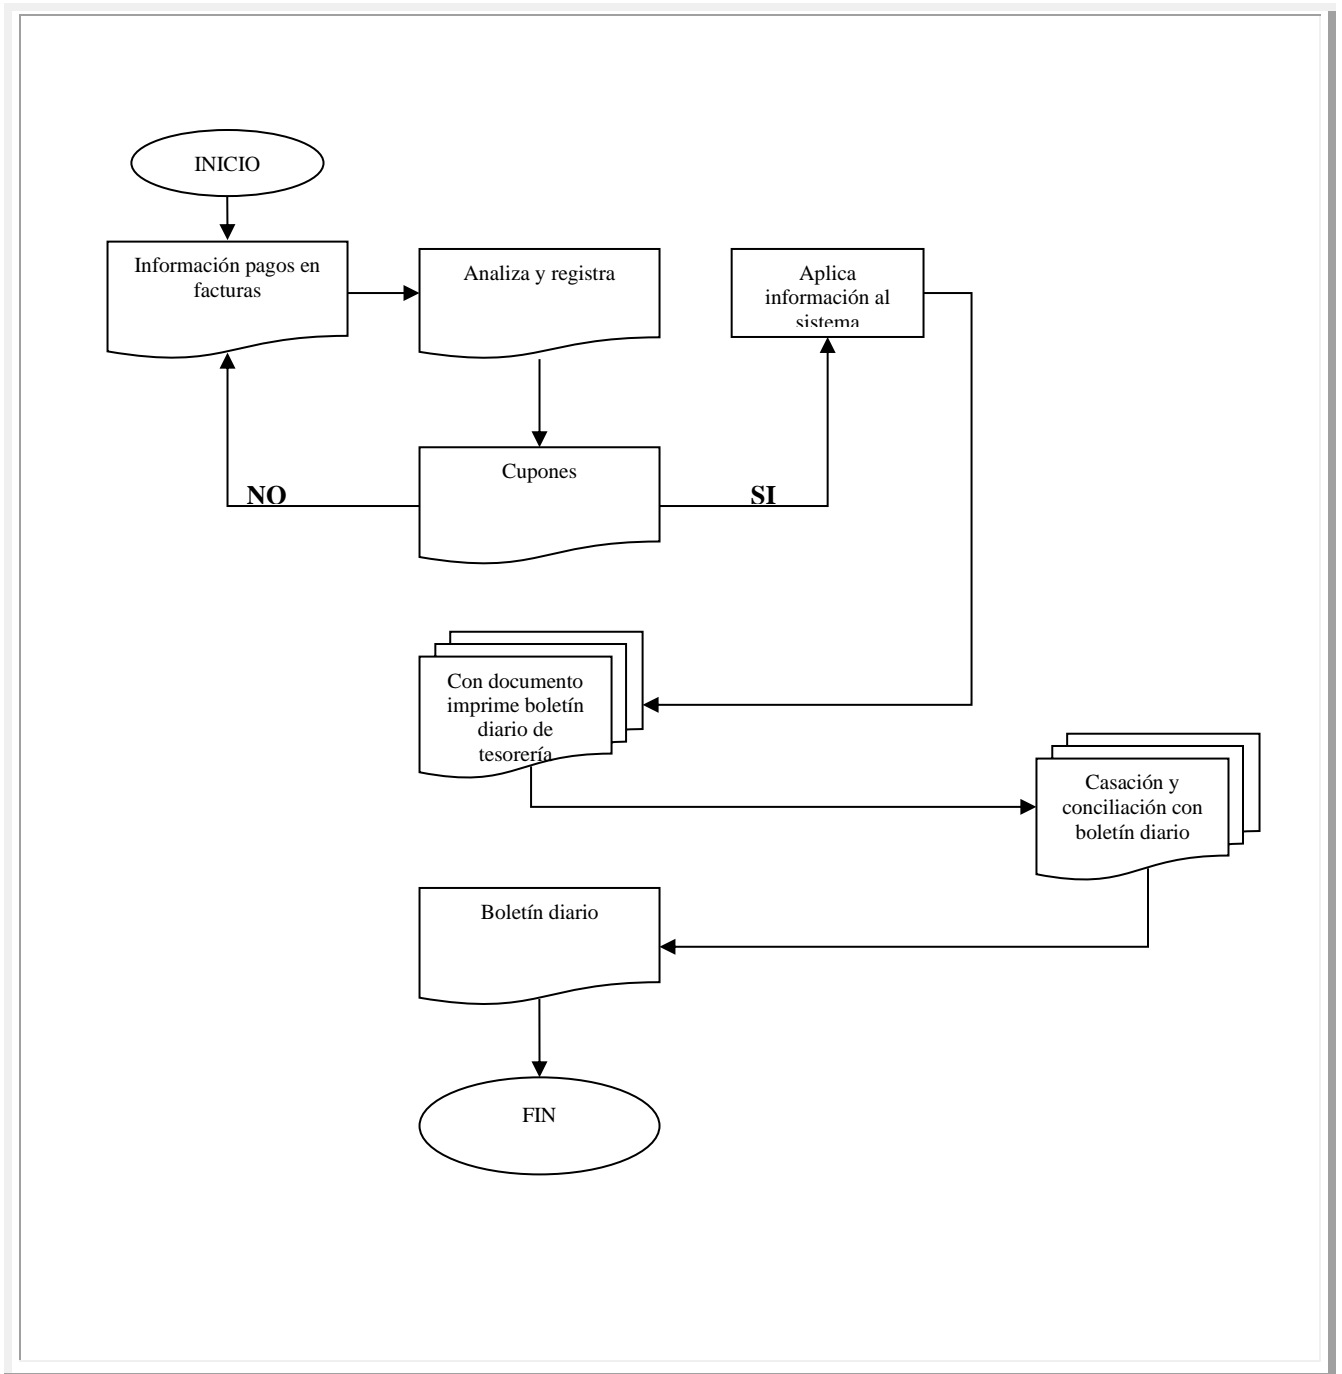 INICIO
Información pagos en
facturas
Analiza y registra
Aplica
información al
sistema
Cupones
NO
SI
Con documento
imprime boletín
diario de
tesorería
Casación y
conciliación con
boletín diario
Boletín diario
FIN